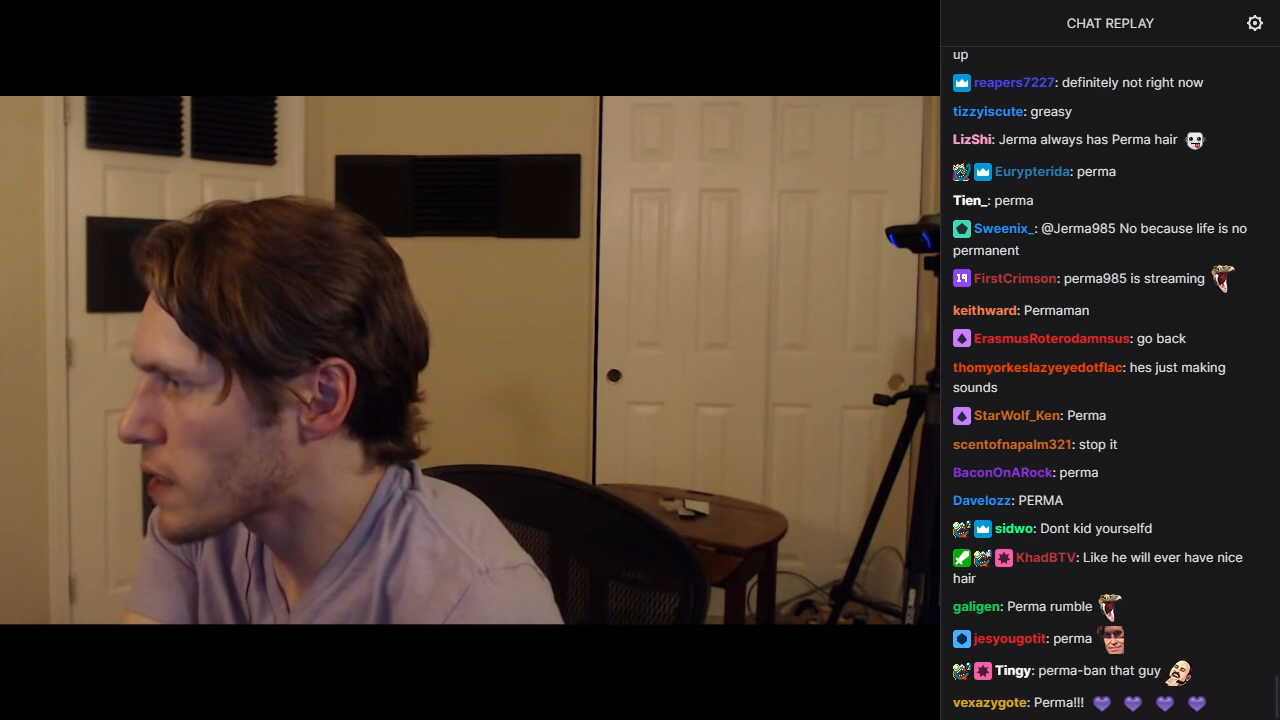 CHAT REPLAY
up
reapers7227: definitely not right now
tizzyiscute: greasy
LizShi: Jerma always has Perma hair
Eurypterida: perma
Tien_: perma
Sweenix_: @Jerma985 No because life is no
permanent
19 FirstCrimson: perma985 is streaming
keithward: Permaman
ErasmusRoterodamnsus: go back
thomyorkeslazyeyedotflac: hes just making
sounds
StarWolf_Ken: Perma
scentofnapalm321: stop it
BaconOnARock: perma
Davelozz: PERMA
sidwo: Dont kid yourselfd
KhadBTV: Like he will ever have nice
hair
galigen: Perma rumble
jesyougotit: perma
Tingy: perma-ban that guy
vexazygote: Perma!!!